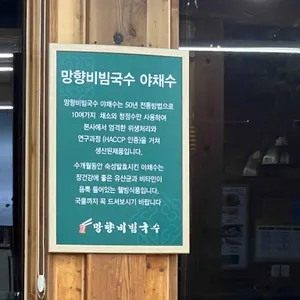 망향비빔국수 야채수
망향비빔국수 야채수는 50년 전통방법으로
10여가지 채소와 청정수만 사용하여
본사에서 엄격한 위생처리와
연구과정 (HACCP 인증)을 거쳐
생산된제품입니다.
수개월동안 숙성발효시킨 야채수는
장건강에 좋은 유산균과 비타민이
듬뿍 들어있는 웰빙식품입니다.
국물까지 꼭 드셔보시기 바랍니다
망향비빔국수